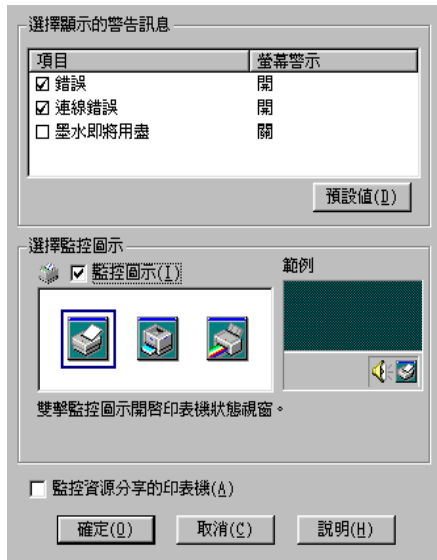 選擇顯示的警告訊息
項目 螢幕警示
錯誤 開
連線錯誤 開
墨水即將用盡 關
預設值(D)
選擇監控圖示
監控圖示(I)
範例
雙擊監控圖示開啓印表機狀態視窗。
監控資源分享的印表機(A)
確定(O) 取消(C) 說明(H)